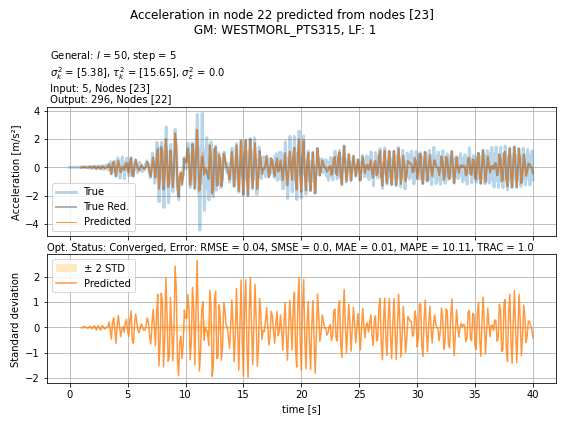 Acceleration in node 22 predicted from nodes [23]
GM: WESTMORL_PTS315, LF: 1
General: l = 50, step = 5
σ²ₖ = [5.38], τ²ₖ = [15.65], σ²ε = 0.0
Input: 5, Nodes [23]
Output: 296, Nodes [22]
Acceleration [m/s²]
4
2
0
−2
−4
True
True Red.
Predicted
Opt. Status: Converged, Error: RMSE = 0.04, SMSE = 0.0, MAE = 0.01, MAPE = 10.11, TRAC = 1.0
Standard deviation
2
1
0
−1
−2
± 2 STD
Predicted
0 5 10 15 20 25 30 35 40
time [s]